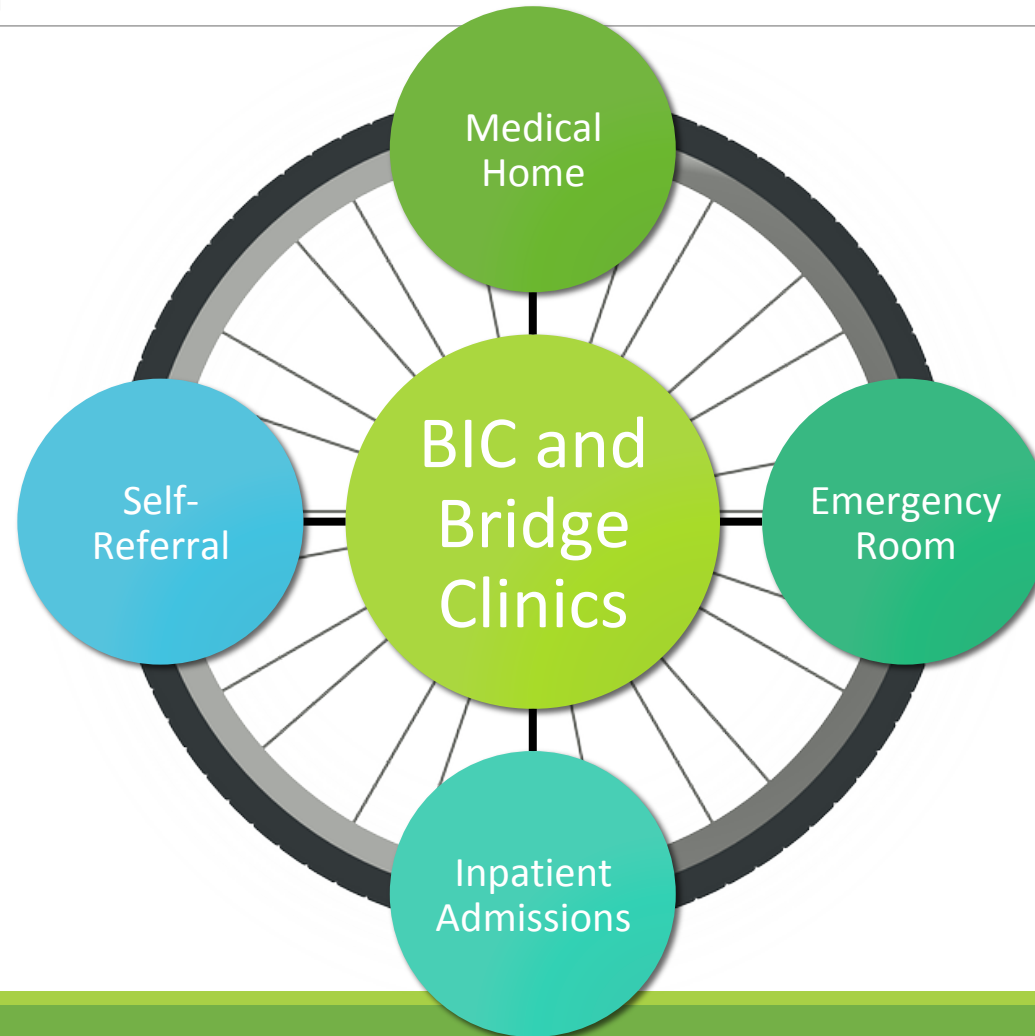 Medical
Home
Self-
Referral
BIC and
Bridge
Clinics
Emergency
Room
Inpatient
Admissions